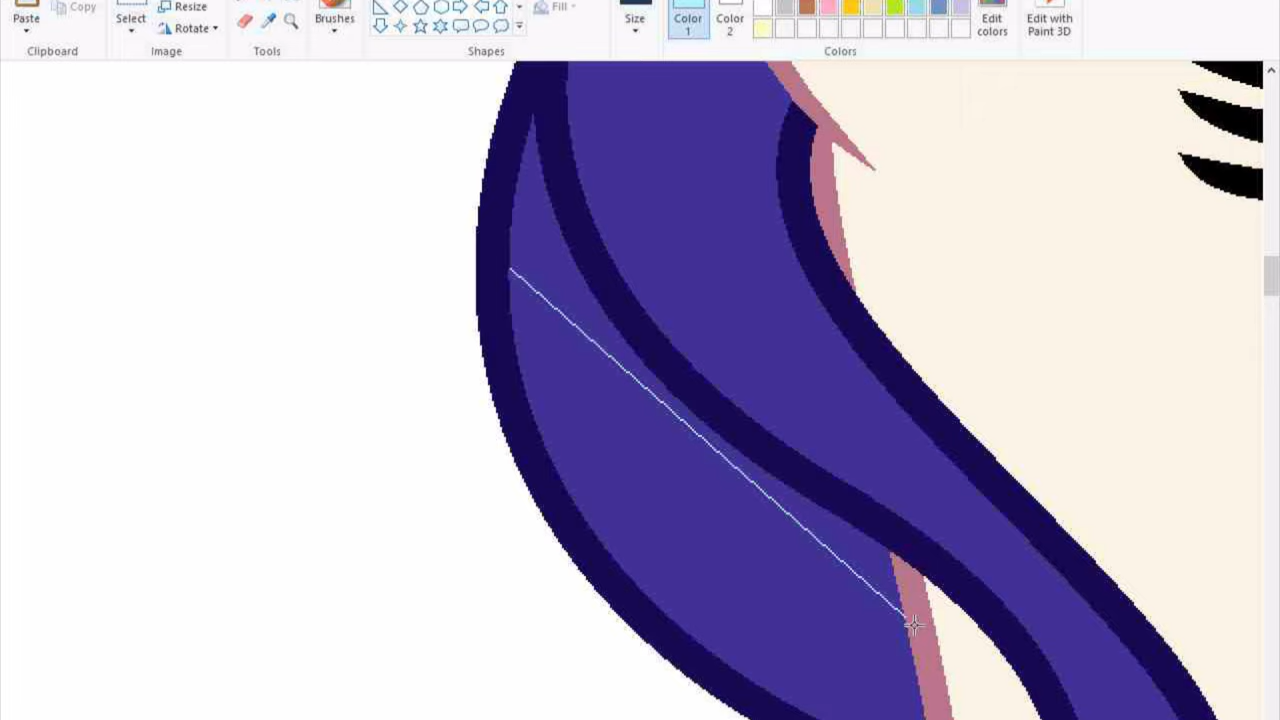 Paste
Copy
Select
Resize
Rotate
Brushes
Fill
Size
Color 1
Color 2
Edit colors
Edit with Paint 3D
Clipboard
Image
Tools
Shapes
Colors